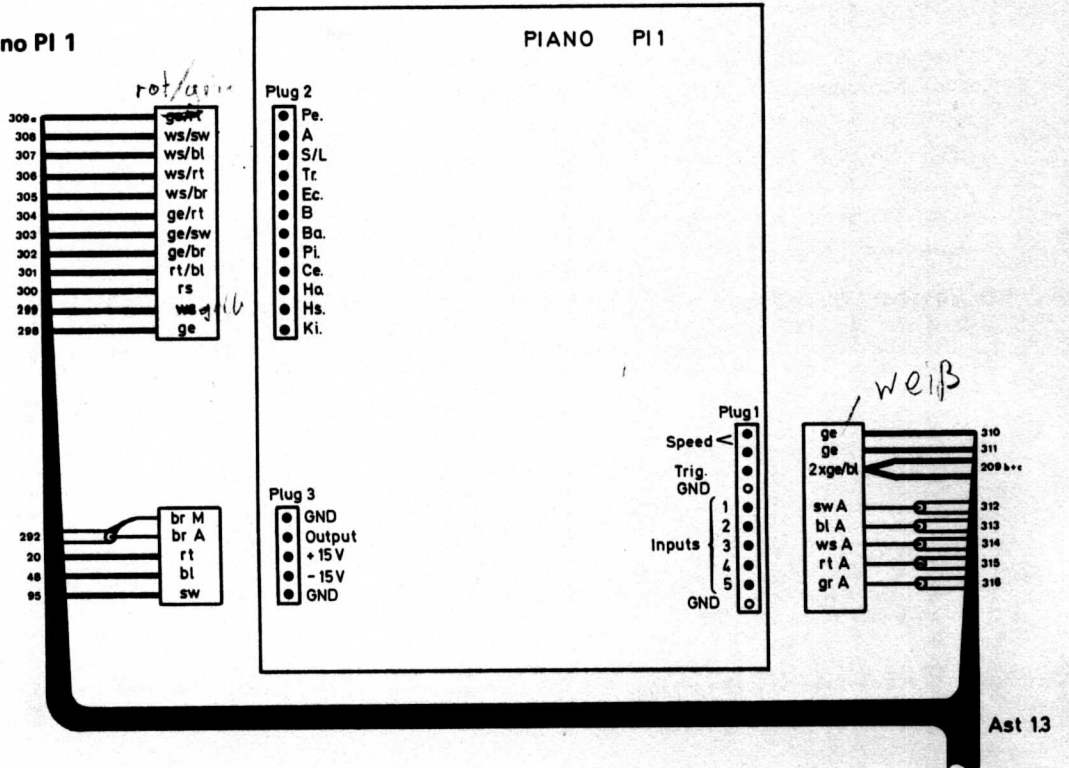 no PI 1
PIANO PI 1
rot/grün
Plug 2
309a ge/rt Pe.
308 ws/sw A
307 ws/bl S/L
306 ws/rt Tr.
305 ws/br Ec.
304 ge/rt B
303 ge/sw Ba.
302 ge/br Pi.
301 rt/bl Ce.
300 rs Ha.
299 ws gelb Hs.
298 ge Ki.
weiß
Plug 1
Speed ge 310
ge 311
Trig. 2xge/bl 209 b+c
GND
Inputs
1 sw A 312
2 bl A 313
3 ws A 314
4 rt A 315
5 gr A 316
GND
Plug 3
br M GND
292 br A Output
20 rt +15 V
48 bl -15 V
95 sw GND
Ast 1.3